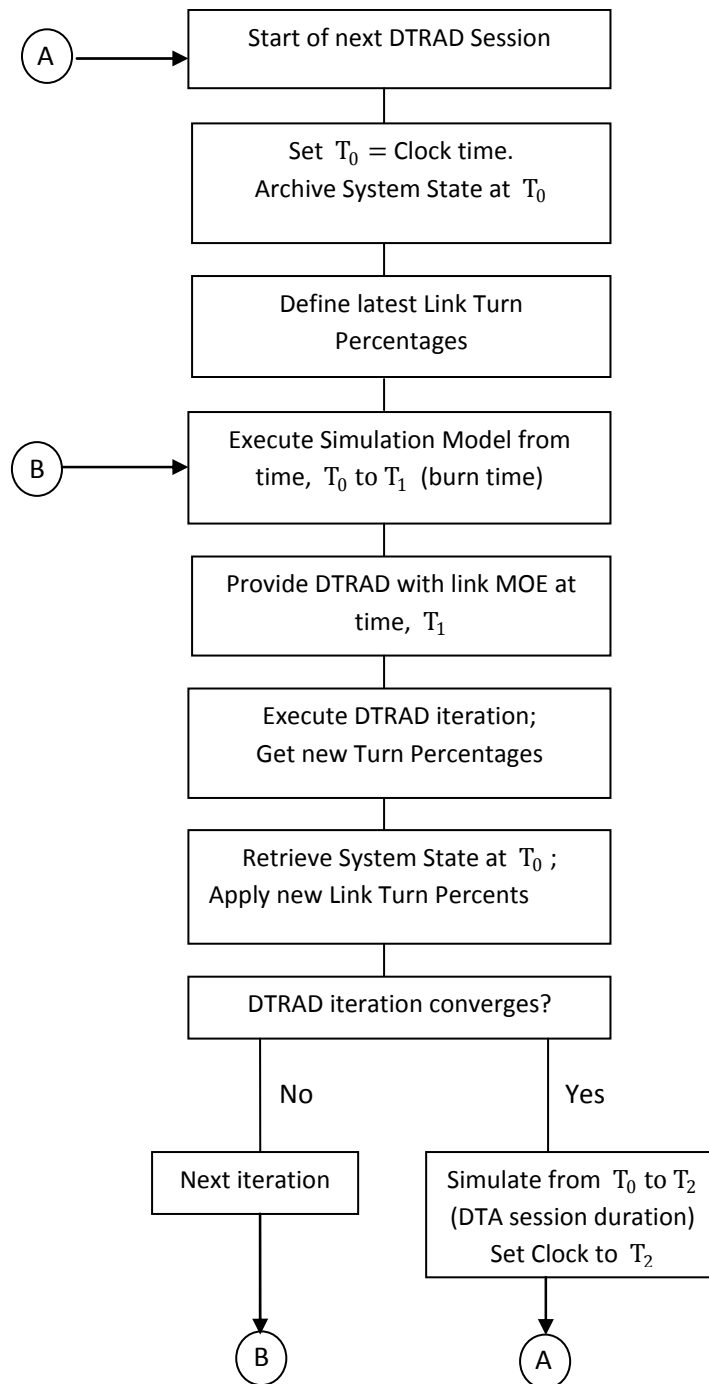 A
Start of next DTRAD Session
Set T₀ = Clock time.
Archive System State at T₀
Define latest Link Turn
Percentages
B
Execute Simulation Model from
time, T₀ to T₁ (burn time)
Provide DTRAD with link MOE at
time, T₁
Execute DTRAD iteration;
Get new Turn Percentages
Retrieve System State at T₀ ;
Apply new Link Turn Percents
DTRAD iteration converges?
No
Yes
Next iteration
Simulate from T₀ to T₂
(DTA session duration)
Set Clock to T₂
B
A